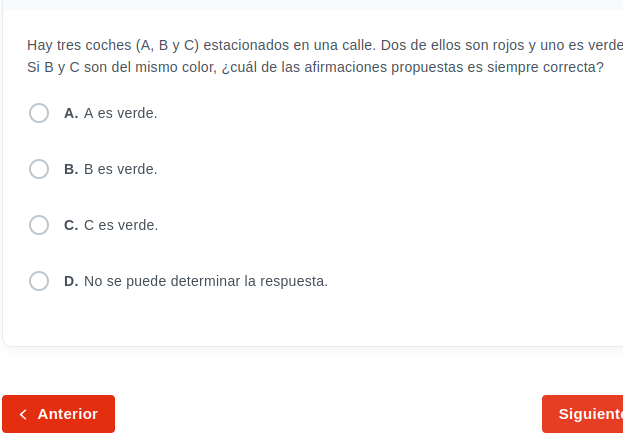 Hay tres coches (A, B y C) estacionados en una calle. Dos de ellos son rojos y uno es verde
Si B y C son del mismo color, ¿cuál de las afirmaciones propuestas es siempre correcta?
A. A es verde.
B. B es verde.
C. C es verde.
D. No se puede determinar la respuesta.
Anterior
Siguiente